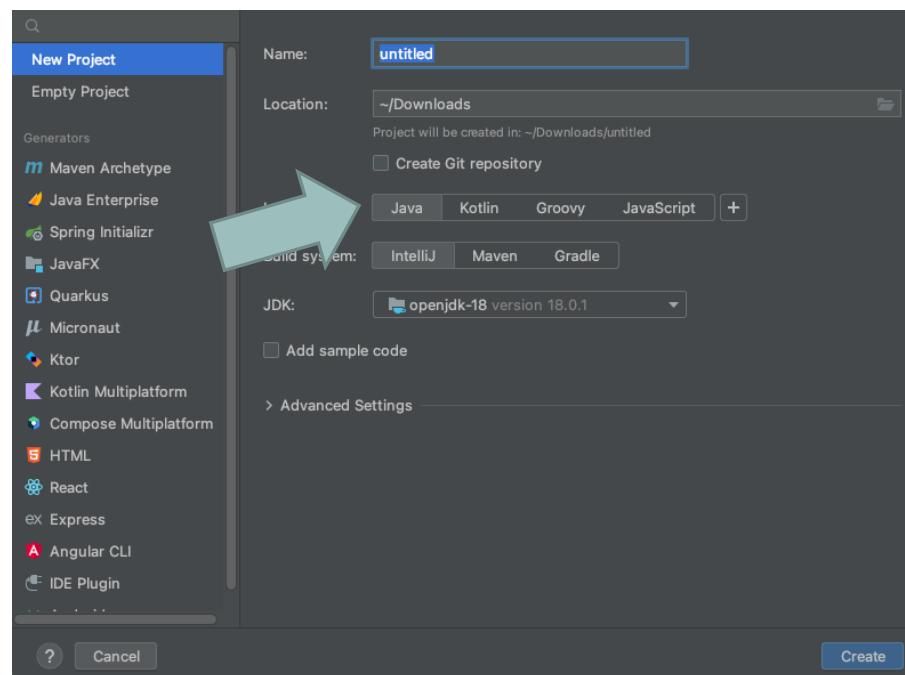 New Project
Empty Project
Generators
Maven Archetype
Java Enterprise
Spring Initializr
JavaFX
Quarkus
Micronaut
Ktor
Kotlin Multiplatform
Compose Multiplatform
HTML
React
ex Express
Angular CLI
IDE Plugin
Name: untitled
Location: ~/Downloads
Project will be created in: ~/Downloads/untitled
Create Git repository
Java Kotlin Groovy JavaScript +
system: IntelliJ Maven Gradle
JDK: openjdk-18 version 18.0.1
Add sample code
> Advanced Settings
? Cancel Create